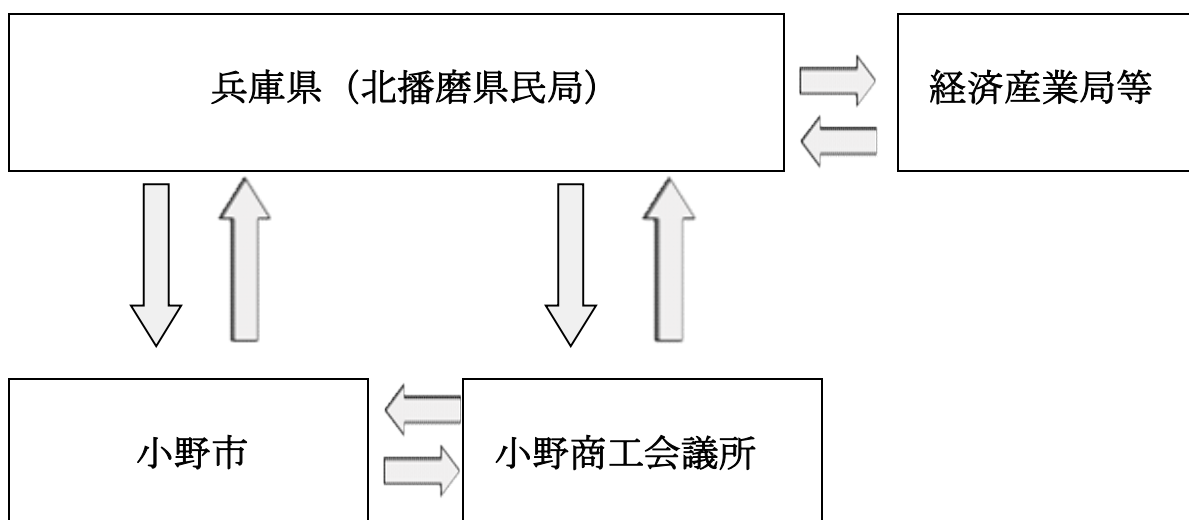 兵庫県（北播磨県民局）
経済産業局等
小野市
小野商工会議所